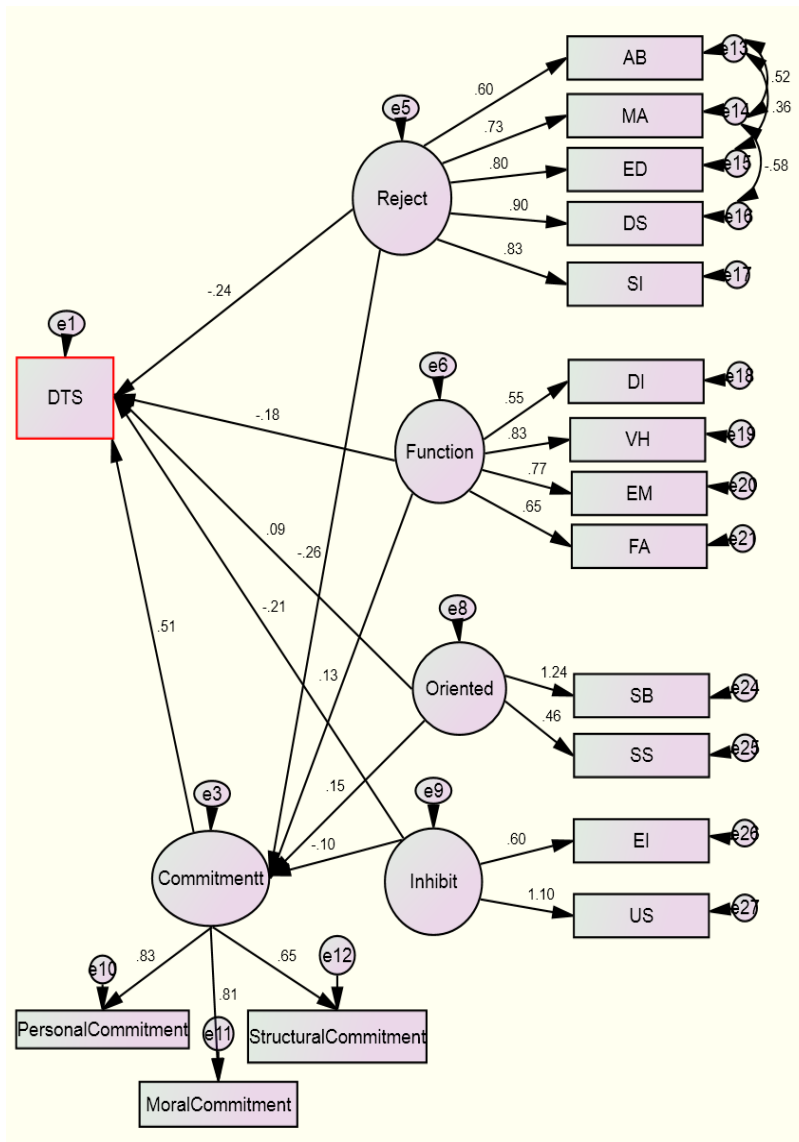 AB
e13
.52
.60
e5
.36
MA
e14
.73
ED
e15
.80
-.58
Reject
DS
e16
.90
SI
e17
.83
-.24
e1
DTS
e6
DI
e18
.55
-.18
VH
e19
.83
Function
EM
e20
.77
FA
e21
.65
.09
-.26
-.21
.51
e8
.13
Oriented
SB
e24
1.24
SS
e25
.46
.15
e3
e9
-.10
EI
e26
.60
Commitmentt
Inhibit
US
e27
1.10
.83
.65
e12
e10
.81
PersonalCommitment
e11
StructuralCommitment
MoralCommitment